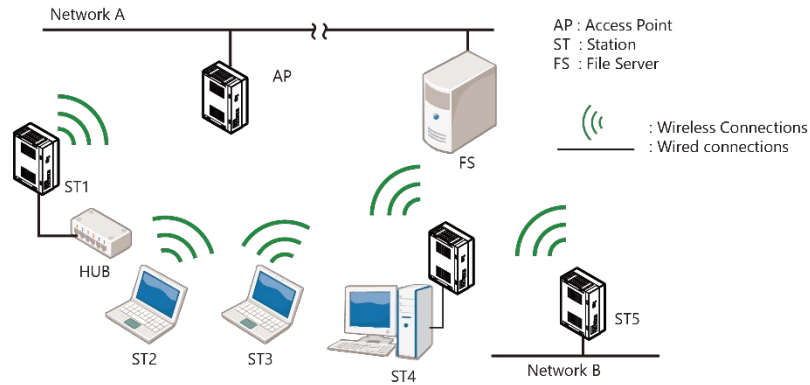 Network A
AP : Access Point
ST : Station
FS : File Server
AP
: Wireless Connections
: Wired connections
FS
ST1
HUB
ST2
ST3
ST4
ST5
Network B